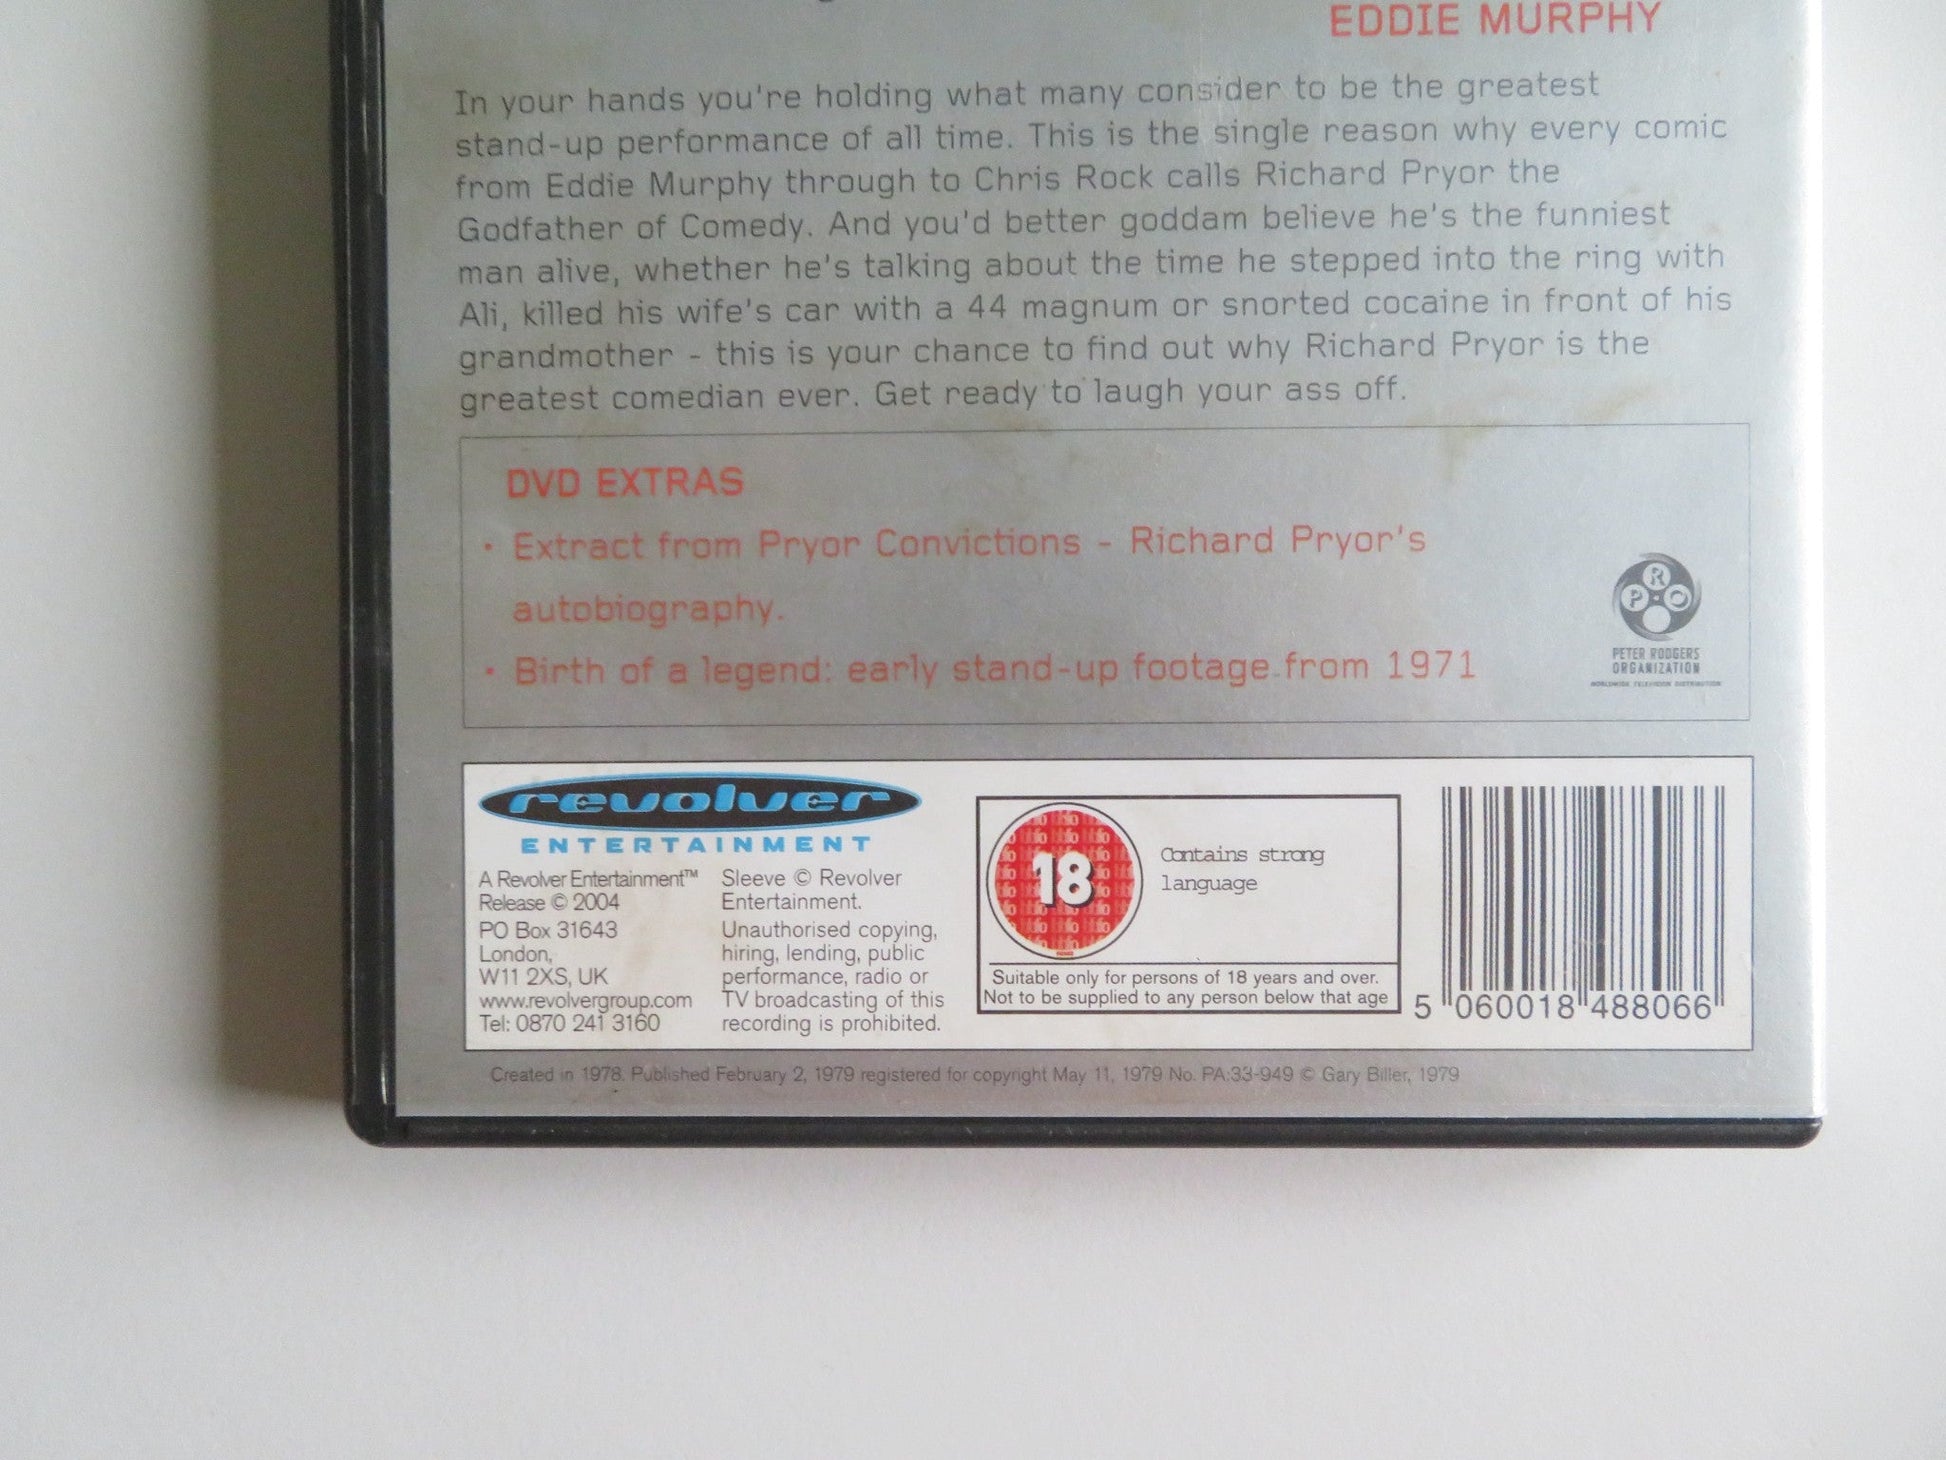 EDDIE MURPHY
In your hands you're holding what many consider to be the greatest
stand-up performance of all time. This is the single reason why every comic
from Eddie Murphy through to Chris Rock calls Richard Pryor the
Godfather of Comedy. And you'd better goddam believe he's the funniest
man alive, whether he's talking about the time he stepped into the ring with
Ali, killed his wife's car with a 44 magnum or snorted cocaine in front of his
grandmother - this is your chance to find out why Richard Pryor is the
greatest comedian ever. Get ready to laugh your ass off.
DVD EXTRAS
• Extract from Pryor Convictions - Richard Pryor's
autobiography.
• Birth of a legend: early stand-up footage from 1971
PRO
PETER RODGERS
ORGANIZATION
WORLDWIDE TELEVISION DISTRIBUTION
revolver
ENTERTAINMENT
A Revolver Entertainment™
Release © 2004
PO Box 31643
London,
W11 2XS, UK
www.revolvergroup.com
Tel: 0870 241 3160
Sleeve © Revolver
Entertainment.
Unauthorised copying,
hiring, lending, public
performance, radio or
TV broadcasting of this
recording is prohibited.
18
Contains strong
language
Suitable only for persons of 18 years and over.
Not to be supplied to any person below that age
5 060018 488066
Created in 1978. Published February 2, 1979 registered for copyright May 11, 1979 No. PA:33-949 © Gary Biller, 1979